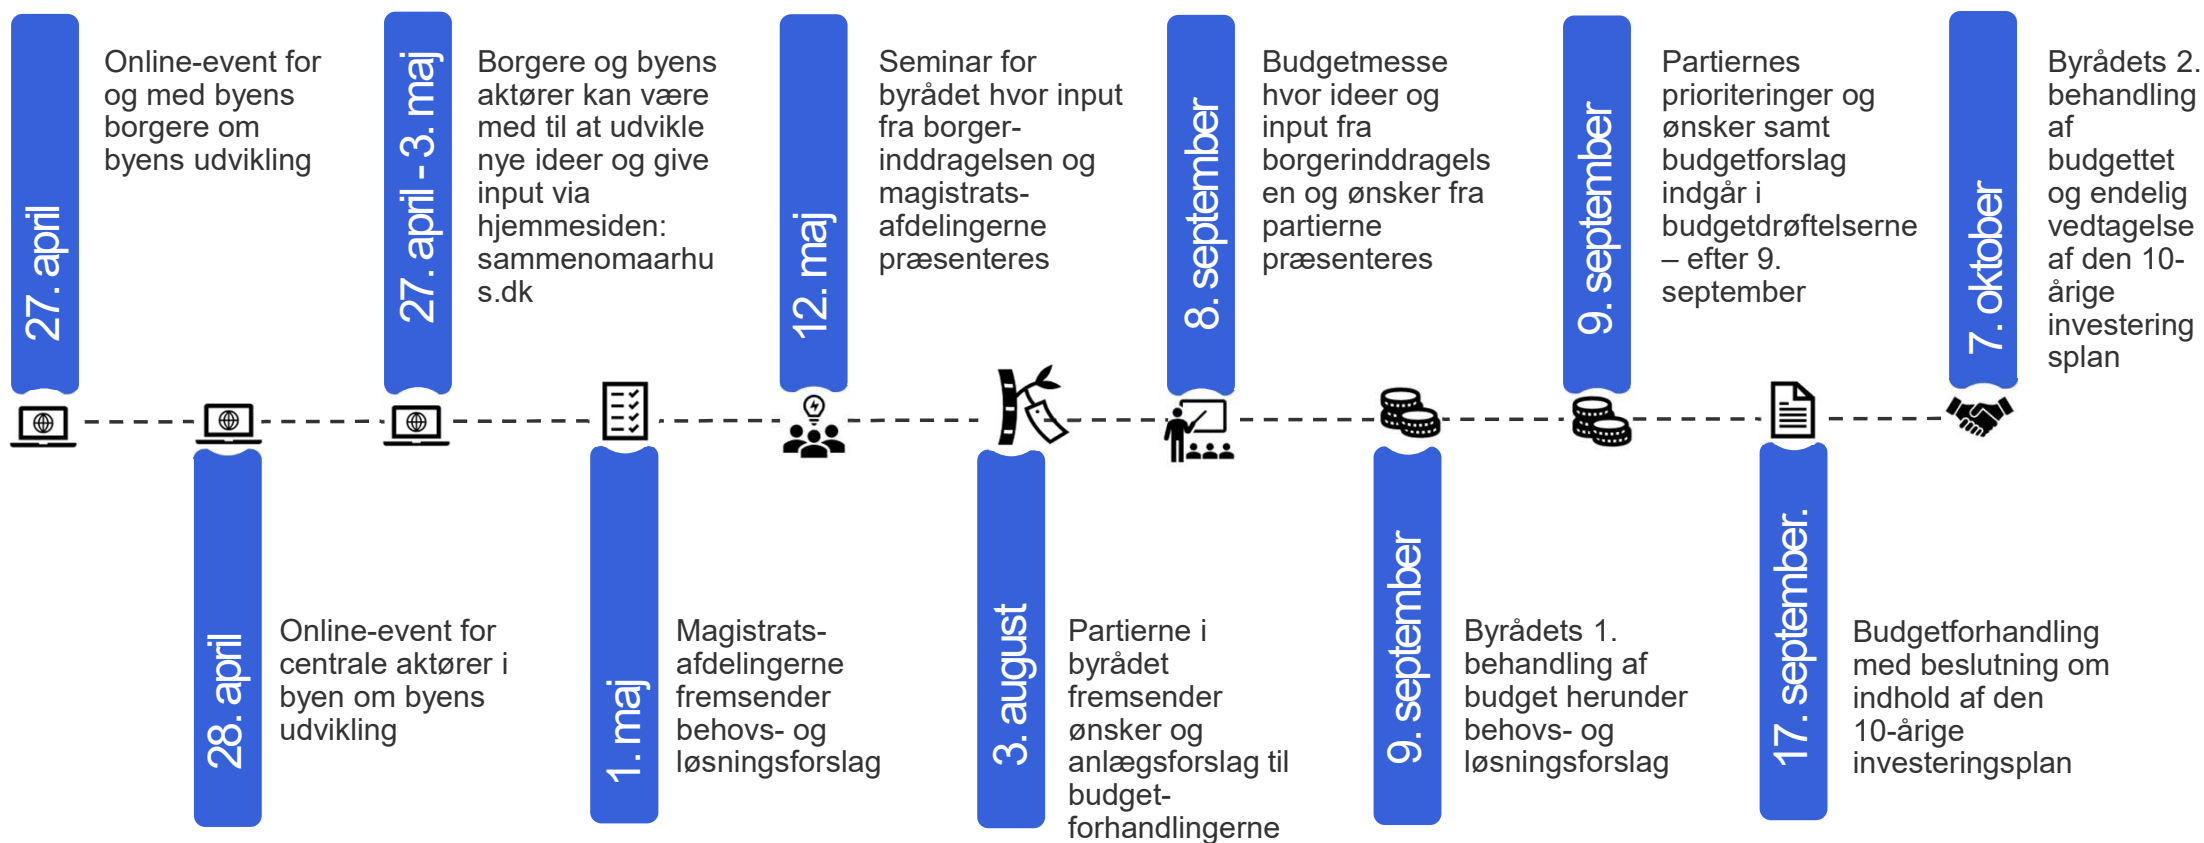 27. april
Online-event for
og med byens
borgere om
byens udvikling
28. april
Online-event for
centrale aktører i
byen om byens
udvikling
27. april - 3. maj
Borgere og byens
aktører kan være
med til at udvikle
nye ideer og give
input via
hjemmesiden:
sammenomaarhu
s.dk
1. maj
Magistrats-
afdelingerne
fremsender
behovs- og
løsningsforslag
12. maj
Seminar for
byrådet hvor input
fra borger-
inddragelsen og
magistrats-
afdelingerne
præsenteres
3. august
Partierne i
byrådet
fremsender
ønsker og
anlægsforslag til
budget-
forhandlingerne
8. september
Budgetmesse
hvor ideer og
input fra
borgerinddragels
en og ønsker fra
partierne
præsenteres
9. september
Byrådets 1.
behandling af
budget herunder
behovs- og
løsningsforslag
9. september
Partiernes
prioriteringer og
ønsker samt
budgetforslag
indgår i
budgetdrøftelserne
– efter 9.
september
17. september.
Budgetforhandling
med beslutning om
indhold af den
10-årige
investeringsplan
7. oktober
Byrådets 2.
behandling
af
budgettet
og endelig
vedtagelse
af den 10-
årige
investering
splan